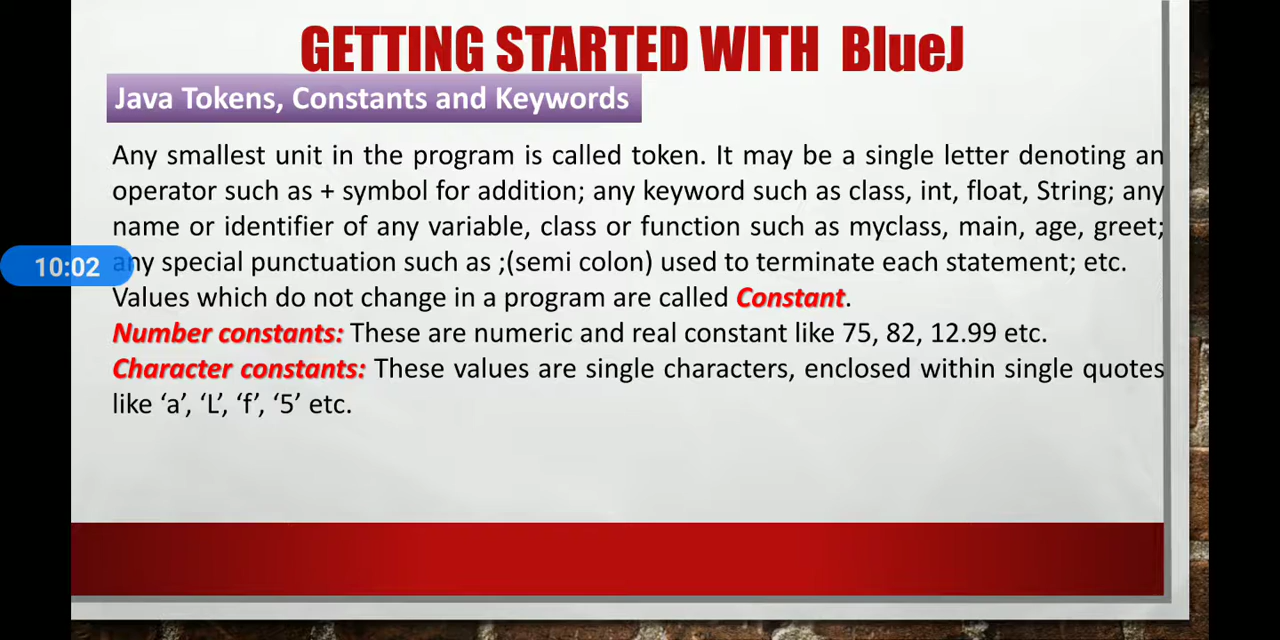 GETTING STARTED WITH BlueJ
Java Tokens, Constants and Keywords
Any smallest unit in the program is called token. It may be a single letter denoting an
operator such as + symbol for addition; any keyword such as class, int, float, String; any
name or identifier of any variable, class or function such as myclass, main, age, greet;
10:02
any special punctuation such as ;(semi colon) used to terminate each statement; etc.
Values which do not change in a program are called Constant.
Number constants: These are numeric and real constant like 75, 82, 12.99 etc.
Character constants: These values are single characters, enclosed within single quotes
like ‘a’, ‘L’, ‘f’, ‘5’ etc.